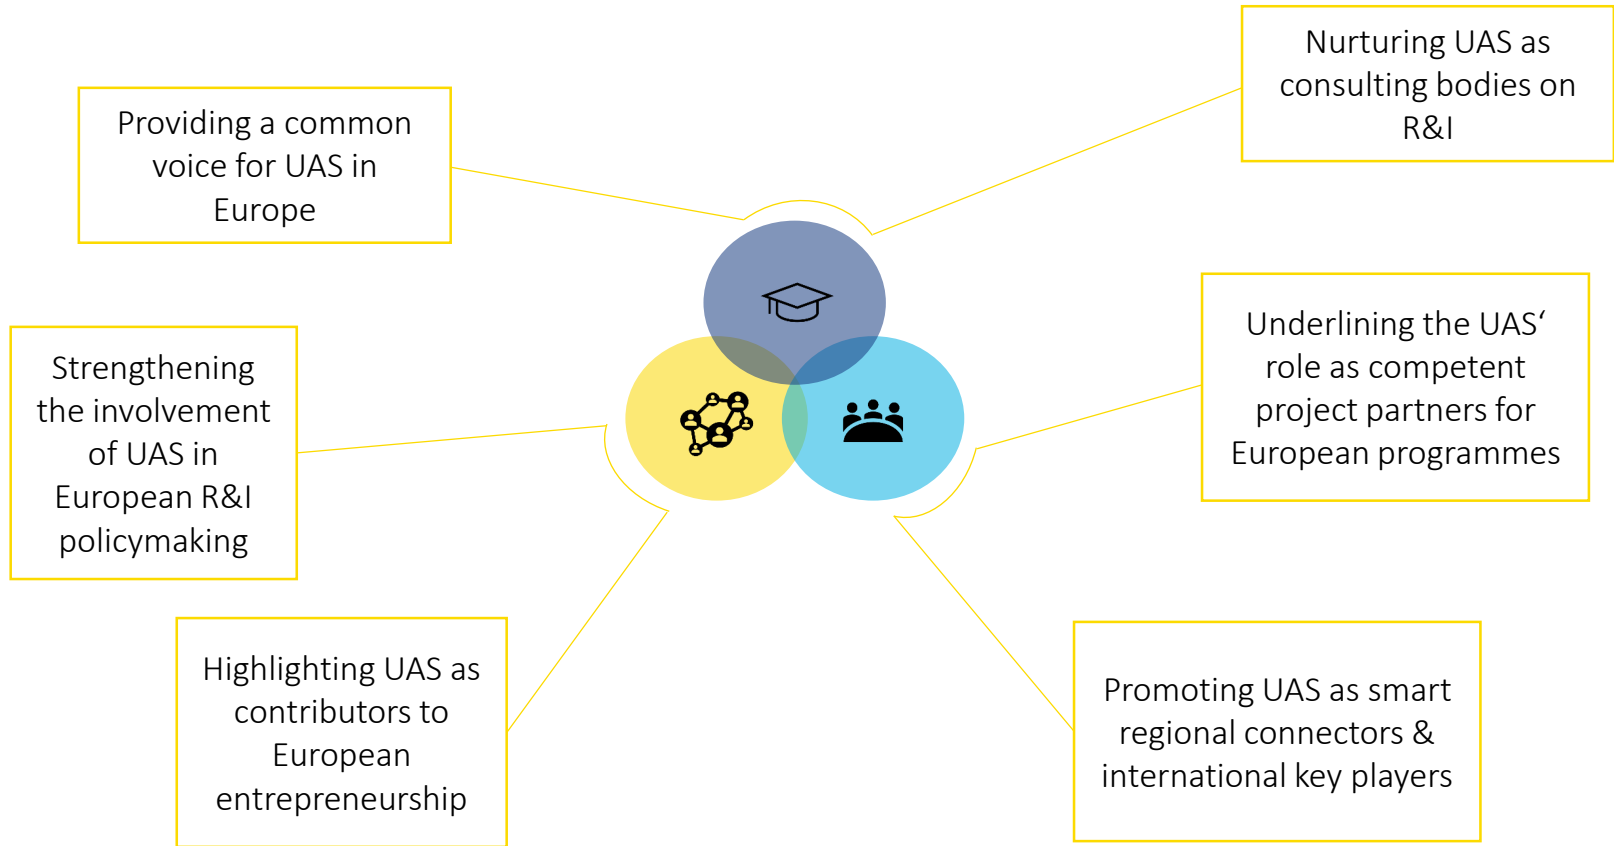 Providing a common
voice for UAS in
Europe
Nurturing UAS as
consulting bodies on
R&I
Strengthening
the involvement
of UAS in
European R&I
policymaking
Underlining the UAS‘
role as competent
project partners for
European programmes
Highlighting UAS as
contributors to
European
entrepreneurship
Promoting UAS as smart
regional connectors &
international key players